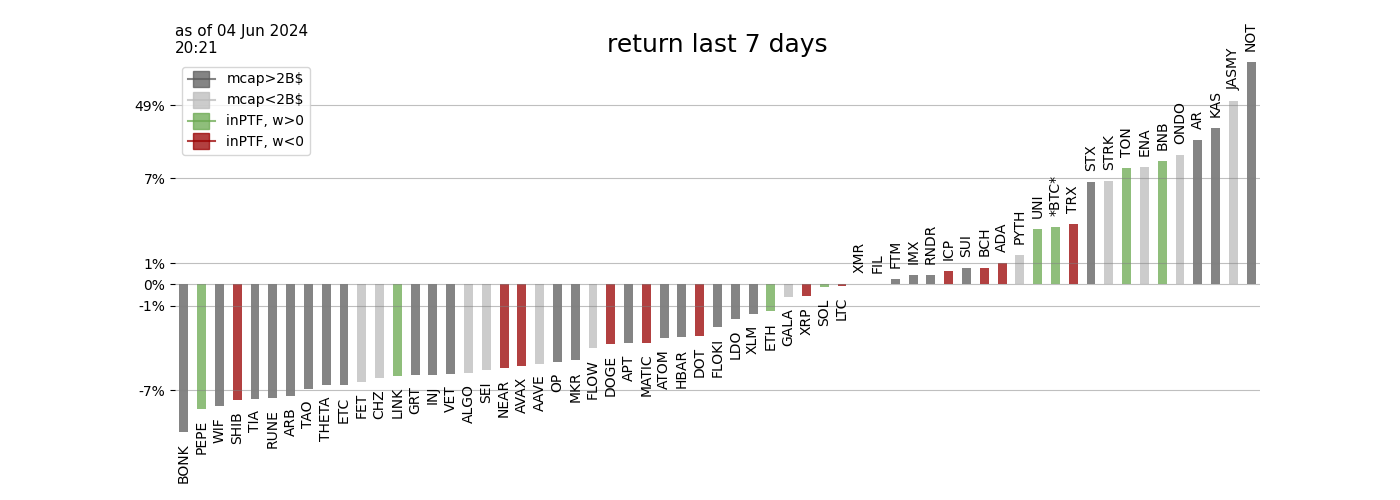 as of 04 Jun 2024
20:21
return last 7 days
mcap>2B$
mcap<2B$
inPTF, w>0
inPTF, w<0
49%
7%
1%
0%
-1%
-7%
BONK
PEPE
WIF
SHIB
TIA
RUNE
ARB
TAO
THETA
ETC
FET
CHZ
LINK
GRT
INJ
VET
ALGO
SEI
NEAR
AVAX
AAVE
OP
MKR
FLOW
DOGE
APT
MATIC
ATOM
HBAR
DOT
FLOKI
LDO
XLM
ETH
GALA
XRP
SOL
LTC
XMR
FIL
FTM
IMX
RNDR
ICP
SUI
BCH
ADA
PYTH
UNI
*BTC*
TRX
STX
STRK
TON
ENA
BNB
ONDO
AR
KAS
JASMY
NOT